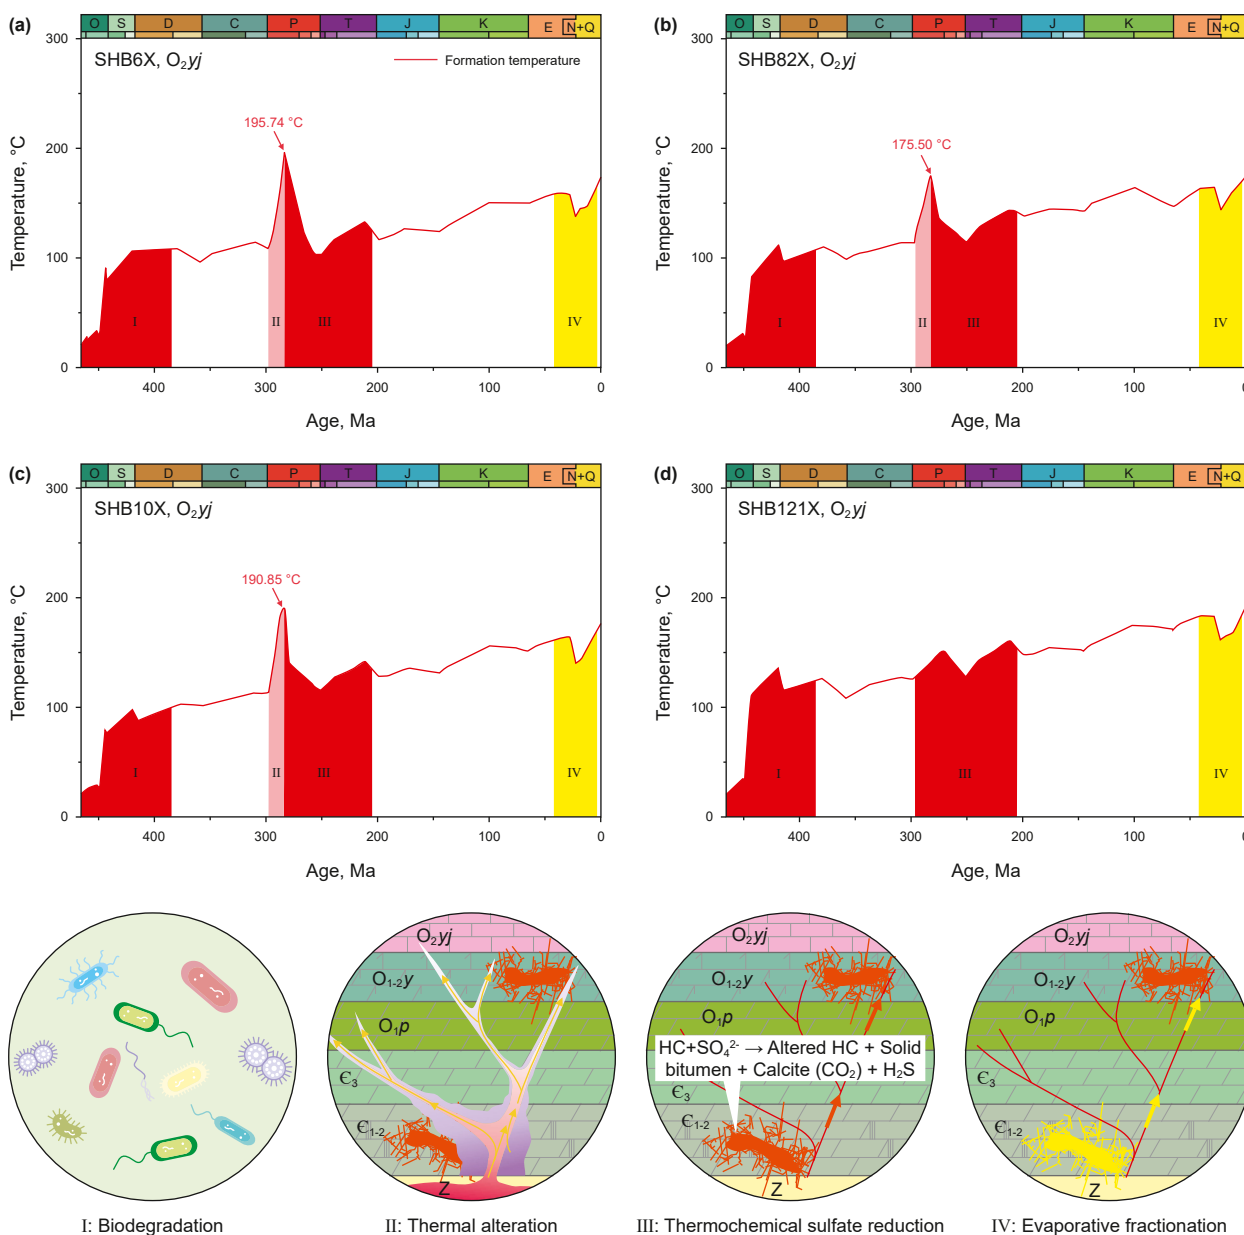 (a)
O S D C P T J K E N+Q
SHB6X, O₂yj
Formation temperature
195.74 °C
300
200
100
0
Temperature, °C
I
II
III
IV
400 300 200 100 0
Age, Ma
(b)
O S D C P T J K E N+Q
SHB82X, O₂yj
175.50 °C
300
200
100
0
Temperature, °C
I
II
III
IV
400 300 200 100 0
Age, Ma
(c)
O S D C P T J K E N+Q
SHB10X, O₂yj
190.85 °C
300
200
100
0
Temperature, °C
I
II
III
IV
400 300 200 100 0
Age, Ma
(d)
O S D C P T J K E N+Q
SHB121X, O₂yj
300
200
100
0
Temperature, °C
I
III
IV
400 300 200 100 0
Age, Ma
I: Biodegradation
O₂yj
O₁₋₂y
O₁p
Є₃
Є₁₋₂
Z
II: Thermal alteration
O₂yj
O₁₋₂y
O₁p
HC+SO₄²⁻ → Altered HC + Solid
bitumen + Calcite (CO₂) + H₂S
Є₃
Є₁₋₂
Z
III: Thermochemical sulfate reduction
O₂yj
O₁₋₂y
O₁p
Є₃
Є₁₋₂
Z
IV: Evaporative fractionation